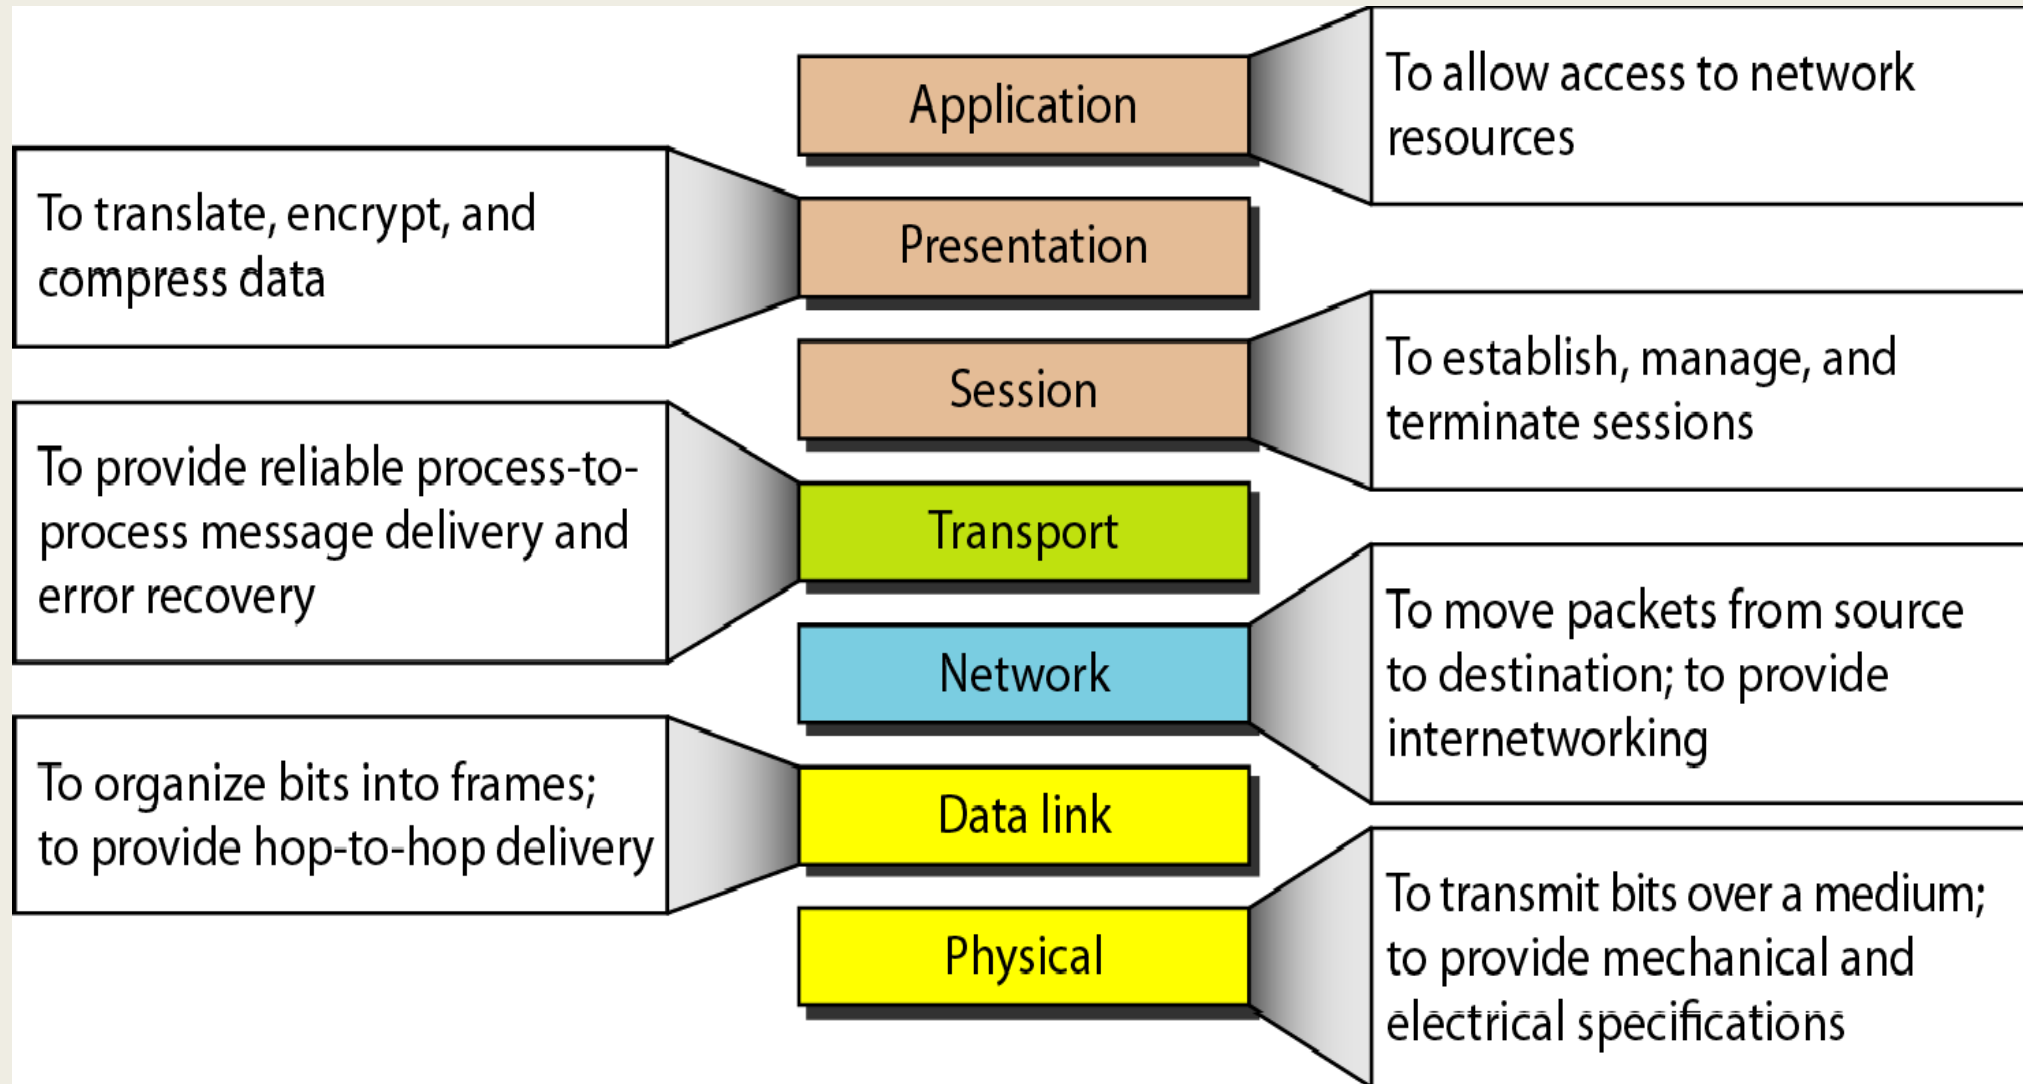 Application
To allow access to network
resources
To translate, encrypt, and
compress data
Presentation
Session
To establish, manage, and
terminate sessions
To provide reliable process-to-
process message delivery and
error recovery
Transport
Network
To move packets from source
to destination; to provide
internetworking
To organize bits into frames;
to provide hop-to-hop delivery
Data link
Physical
To transmit bits over a medium;
to provide mechanical and
electrical specifications